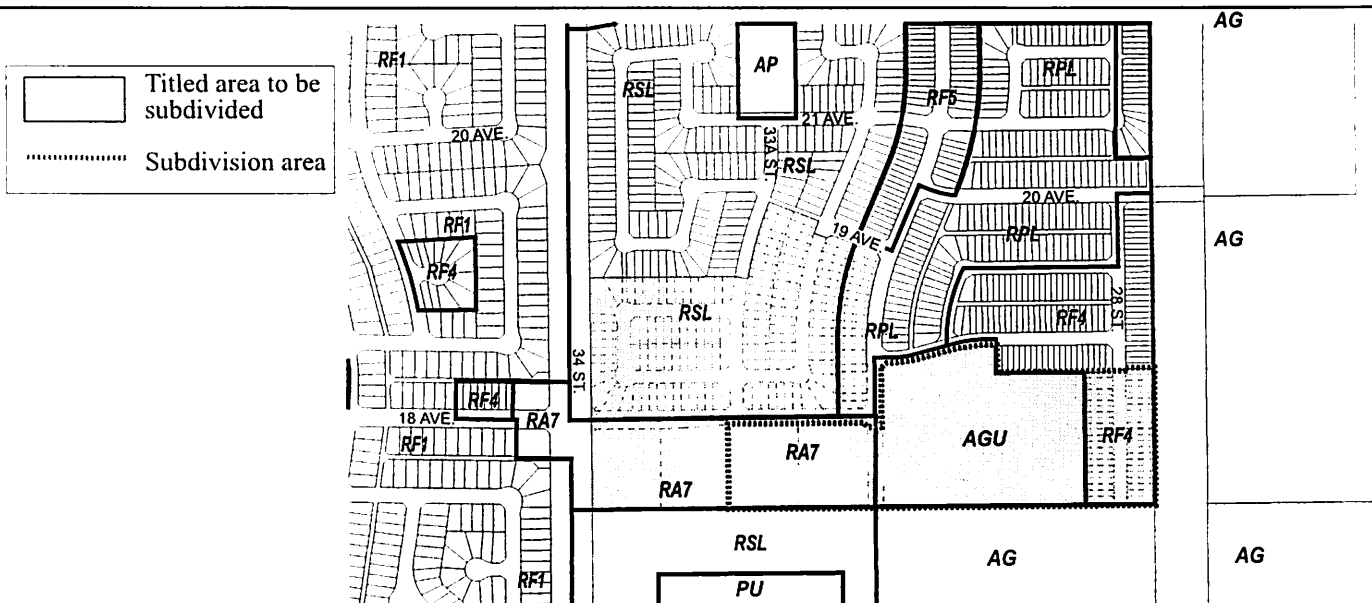 AG
RF1
Titled area to be
subdivided
Subdivision area
AP
RSL
RPL
RF5
21 AVE.
20 AVE.
33A ST
RSL
20 AVE.
RF1
19 AVE.
RPL
AG
RF4
RSL
28 ST
RF4
RPL
34 ST.
RF4
18 AVE.
RA7
RF1
AGU
RF4
RA7
RA7
RSL
AG
AG
RF1
PU